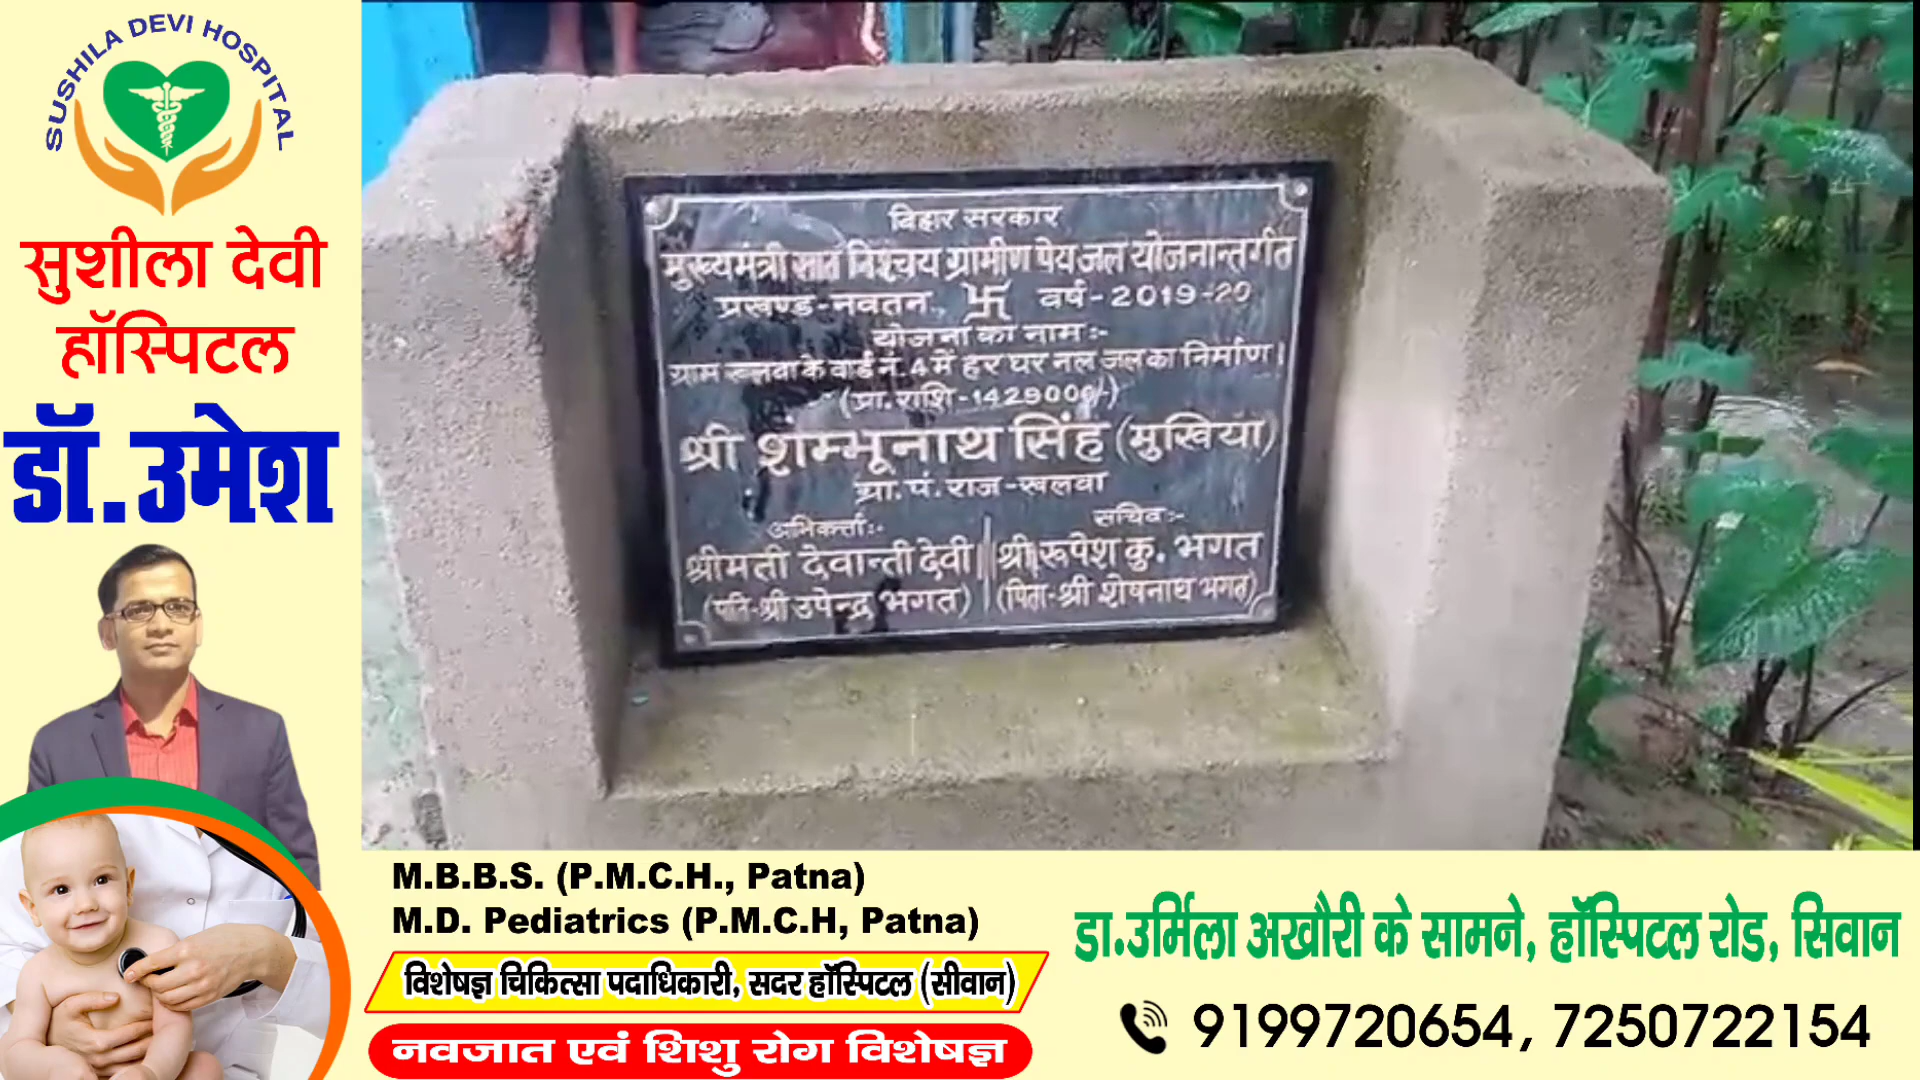 SUSHILA DEVI HOSPITAL
सुशीला देवी
हॉस्पिटल
डॉ.उमेश
बिहार सरकार
मुख्यमंत्री सात निश्चय ग्रामीण पेयजल योजनान्तर्गत
प्रखण्ड-नवतन, 卐 वर्ष-2019-20
योजना का नाम:-
ग्राम खलवा के वार्ड नं.4 में हर घर नल जल का निर्माण।
(प्रा.राशि-1429000/-)
श्री शंम्भूनाथ सिंह (मुखिया)
ग्रा.पं.राज-खलवा
अभिकर्त्ता:- सचिव:-
श्रीमती देवान्ती देवी श्री रूपेश कु. भगत
(पति-श्री उपेन्द्र भगत) (पिता-श्री शेषनाथ भगत)
M.B.B.S. (P.M.C.H., Patna)
M.D. Pediatrics (P.M.C.H, Patna)
विशेषज्ञ चिकित्सा पदाधिकारी, सदर हॉस्पिटल (सीवान)
नवजात एवं शिशु रोग विशेषज्ञ
डा.उर्मिला अखौरी के सामने, हॉस्पिटल रोड, सिवान
9199720654, 7250722154